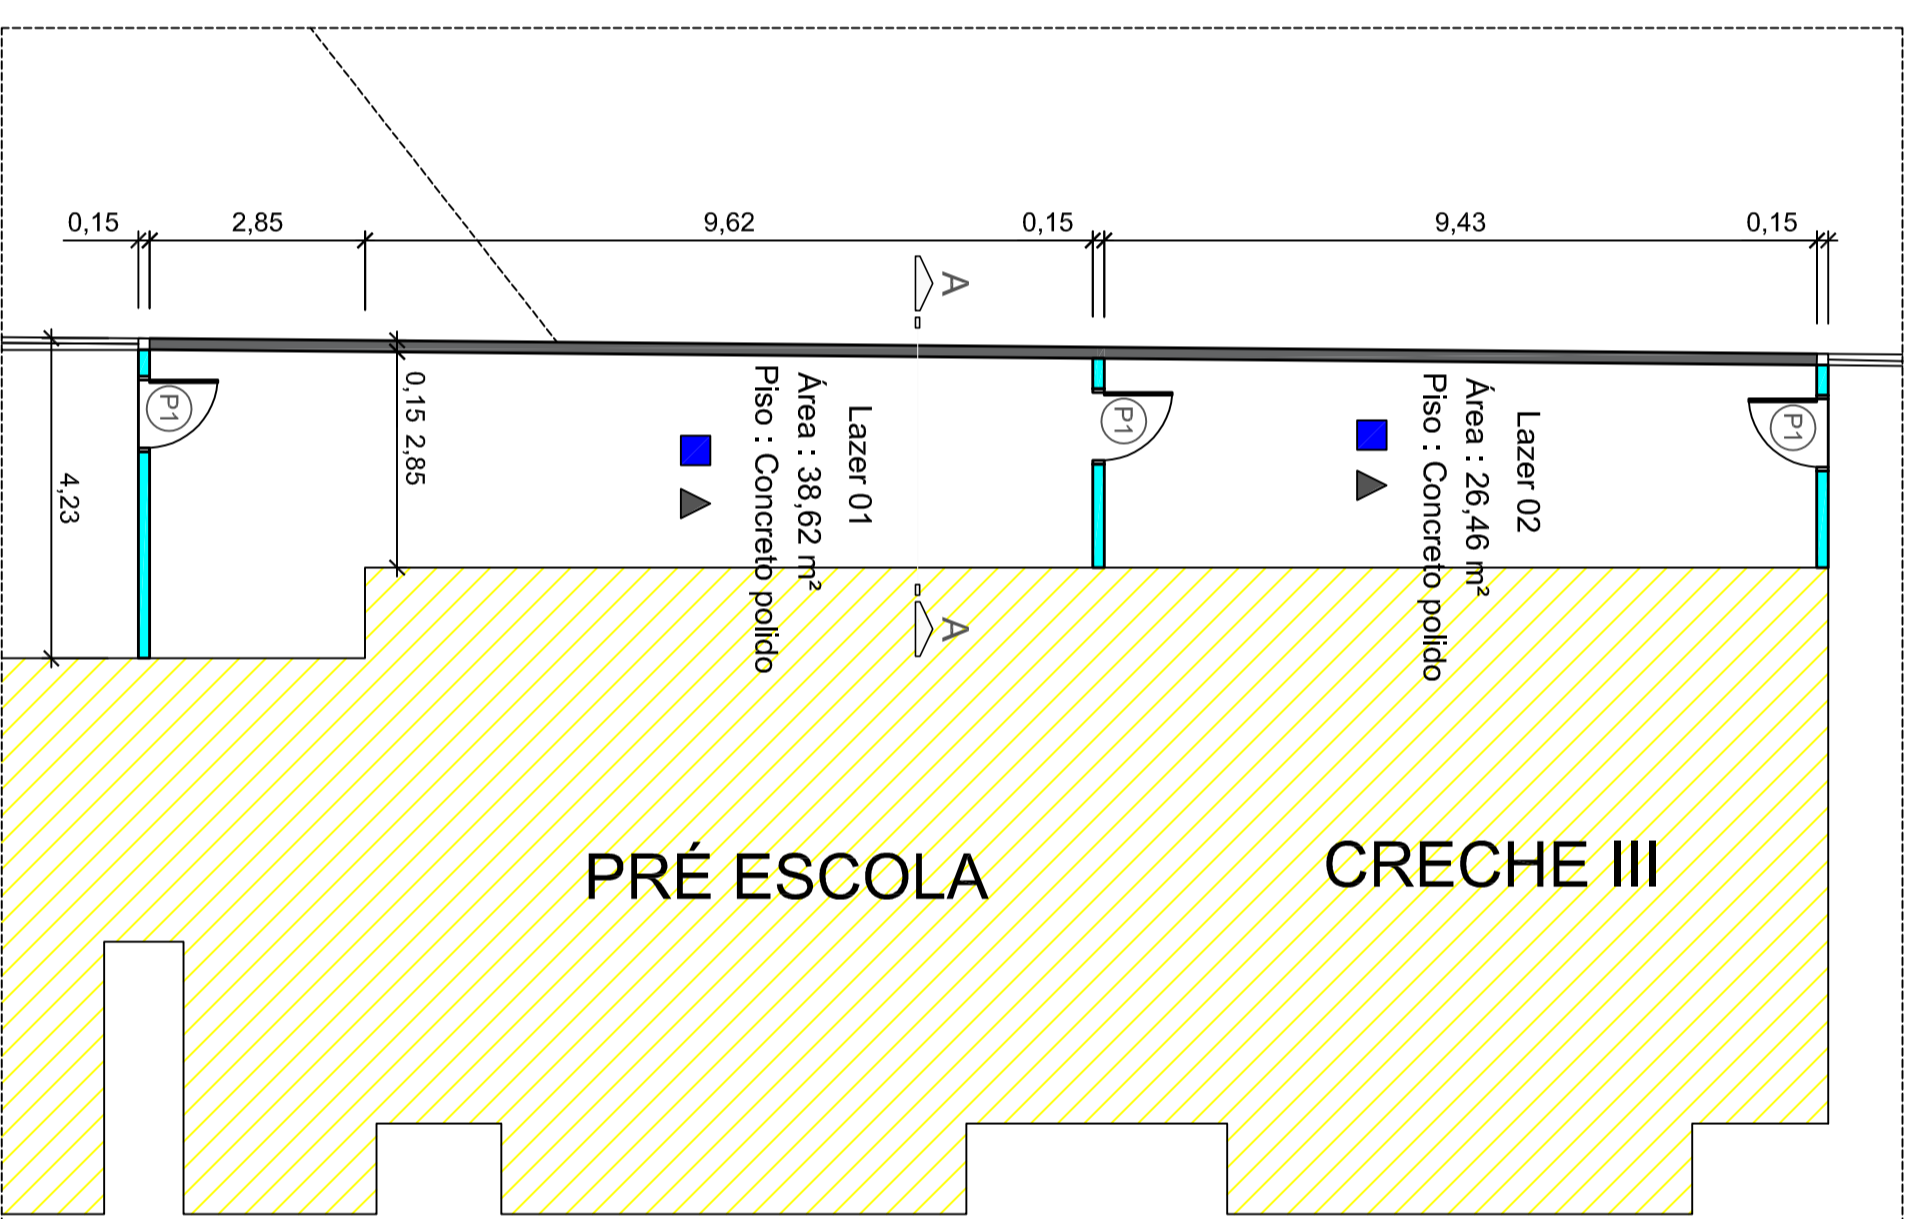 0,15
2,85
9,62
0,15
9,43
0,15
A
P1
0,15 2,85
4,23
Lazer 01
Área : 38,62 m²
Piso : Concreto polido
P1
Lazer 02
Área : 26,46 m²
Piso : Concreto polido
P1
A
PRÉ ESCOLA
CRECHE III